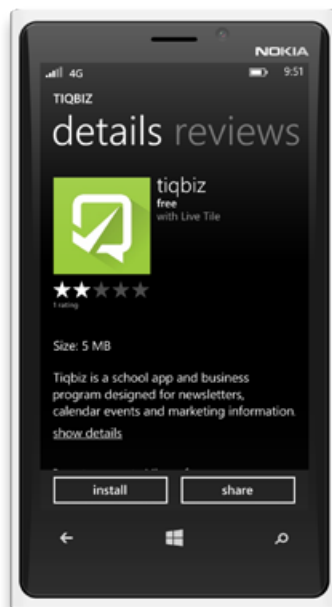 NOKIA
4G 9:51
TIQBIZ
details reviews
tiqbiz
free
with Live Tile
1 rating
Size: 5 MB
Tiqbiz is a school app and business
program designed for newsletters,
calendar events and marketing information.
show details
install share